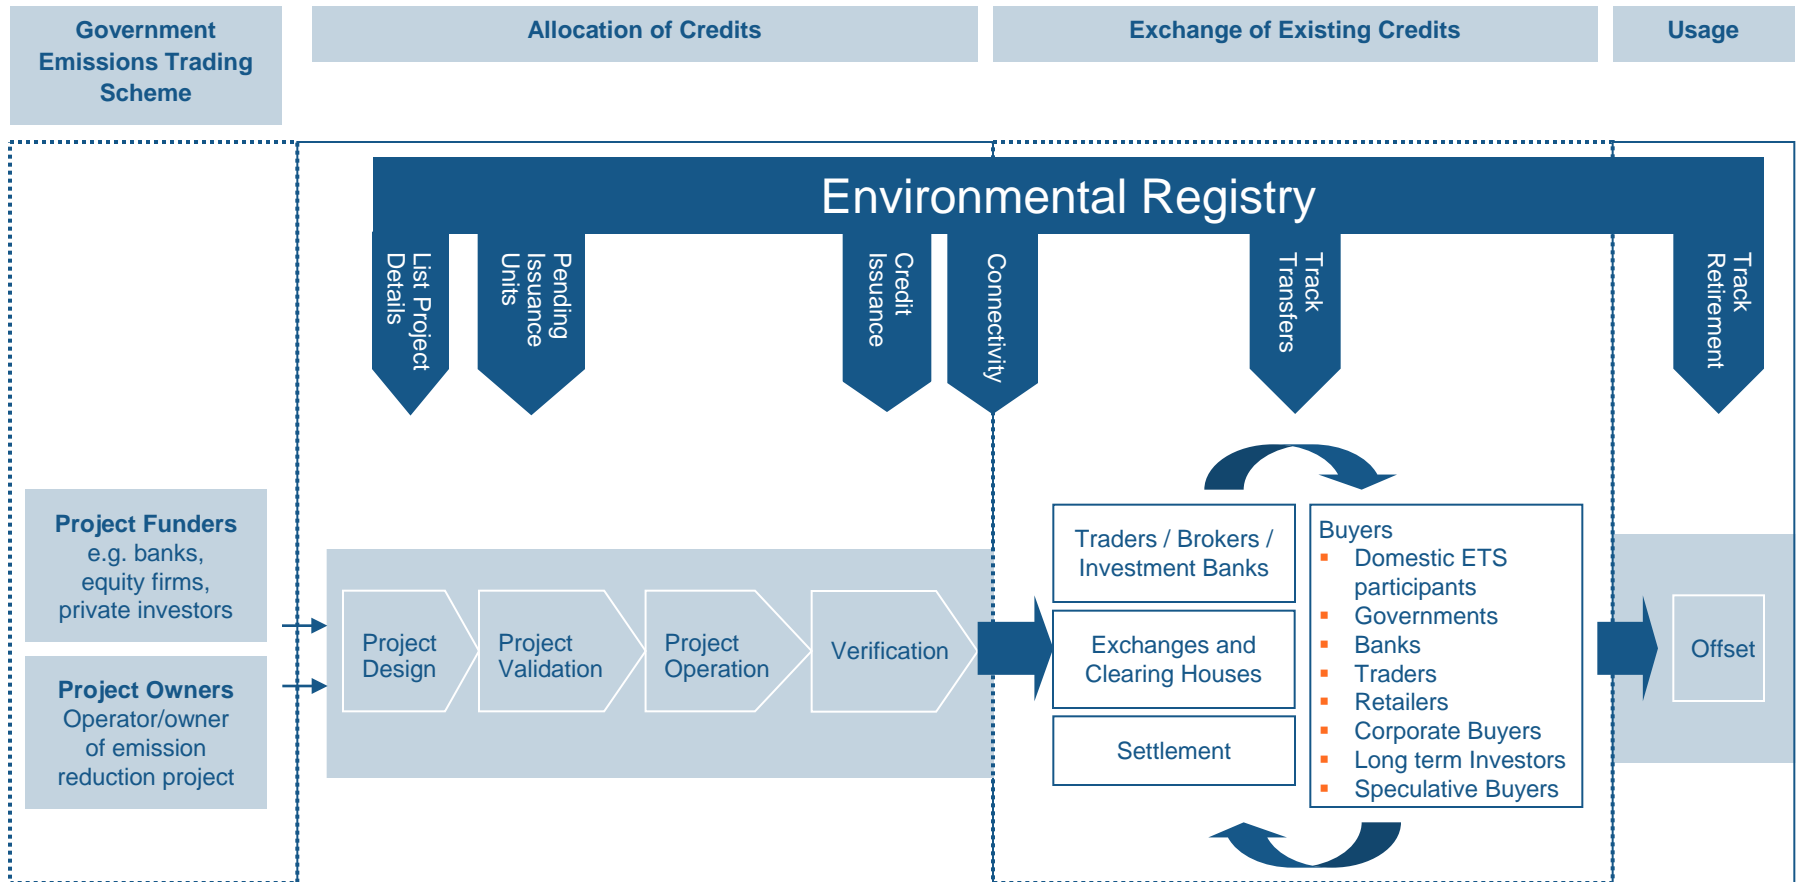 Government
Emissions Trading
Scheme
Allocation of Credits
Exchange of Existing Credits
Usage
Environmental Registry
List Project
Details
Pending
Issuance
Units
Credit
Issuance
Connectivity
Track
Transfers
Track
Retirement
Project Funders
e.g. banks,
equity firms,
private investors
Project Owners
Operator/owner
of emission
reduction project
Project
Design
Project
Validation
Project
Operation
Verification
Traders / Brokers /
Investment Banks
Exchanges and
Clearing Houses
Settlement
Buyers
Domestic ETS
participants
Governments
Banks
Traders
Retailers
Corporate Buyers
Long term Investors
Speculative Buyers
Offset